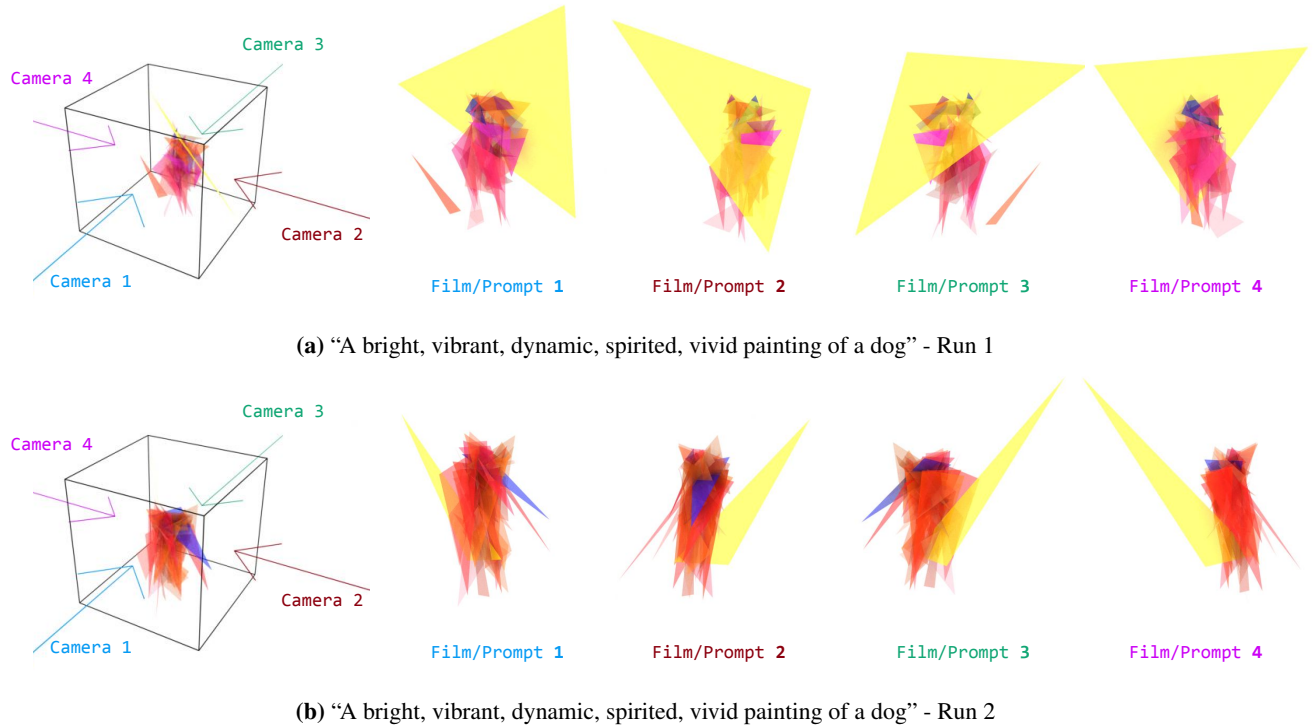 Camera 3
Camera 4
Camera 2
Camera 1
Film/Prompt 1
Film/Prompt 2
Film/Prompt 3
Film/Prompt 4
(a) “A bright, vibrant, dynamic, spirited, vivid painting of a dog” - Run 1
Camera 3
Camera 4
Camera 2
Camera 1
Film/Prompt 1
Film/Prompt 2
Film/Prompt 3
Film/Prompt 4
(b) “A bright, vibrant, dynamic, spirited, vivid painting of a dog” - Run 2